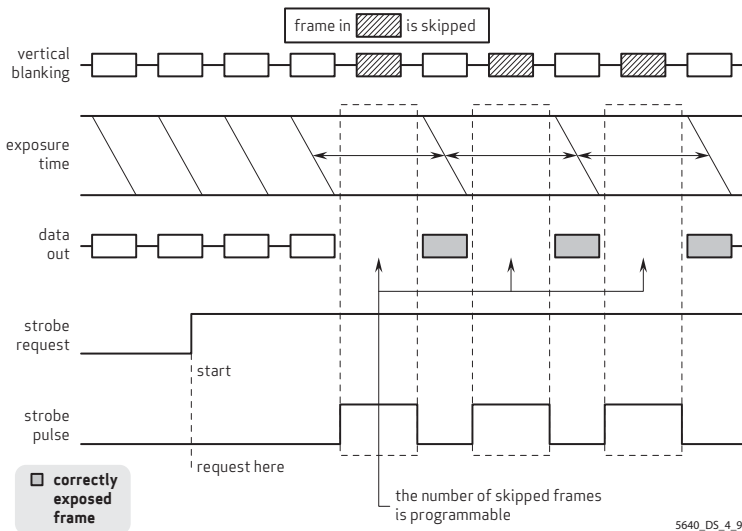 frame in is skipped
vertical
blanking
exposure
time
data
out
strobe
request
start
strobe
pulse
request here
correctly
exposed
frame
the number of skipped frames
is programmable
5640_DS_4_9